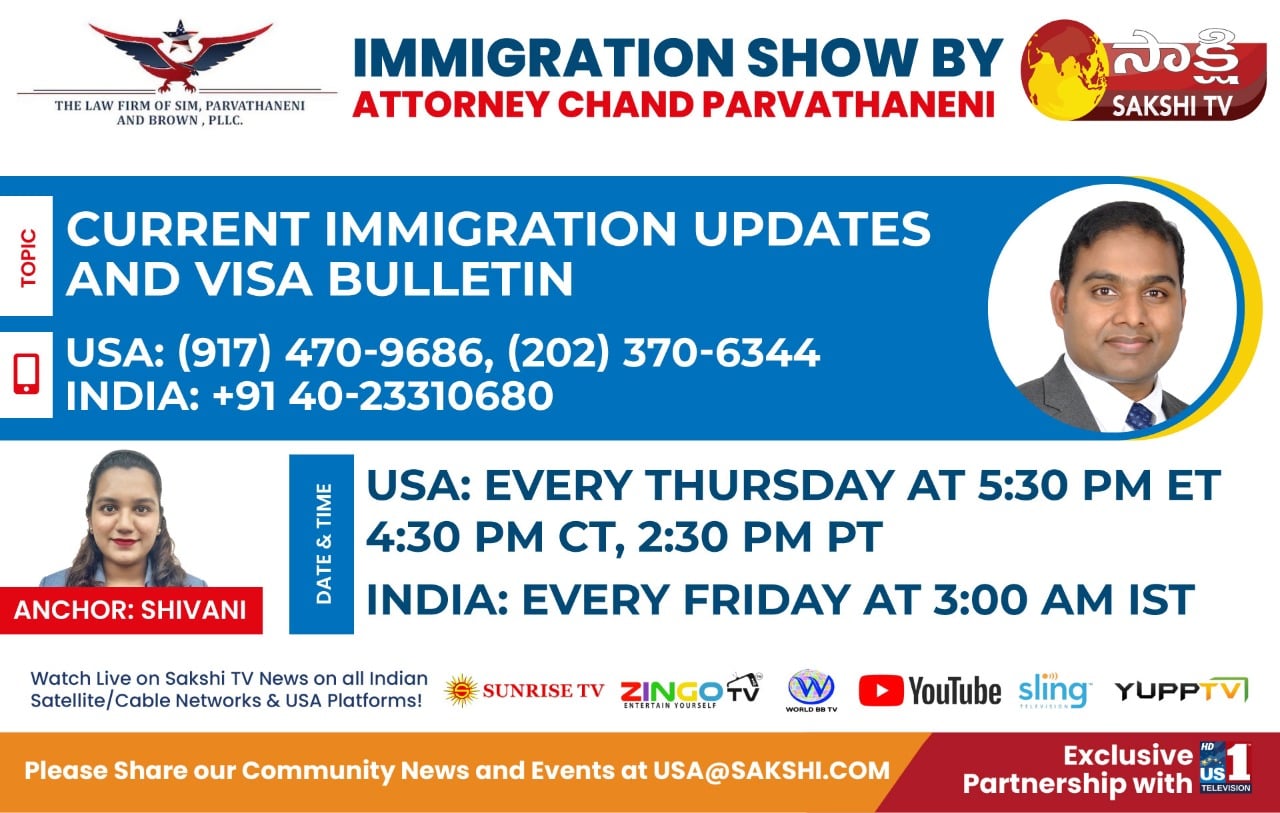 THE LAW FIRM OF SIM, PARVATHANENI
AND BROWN , PLLC.
IMMIGRATION SHOW BY
ATTORNEY CHAND PARVATHANENI
సాక్షి
SAKSHI TV
TOPIC
CURRENT IMMIGRATION UPDATES
AND VISA BULLETIN
USA: (917) 470-9686, (202) 370-6344
INDIA: +91 40-23310680
ANCHOR: SHIVANI
DATE & TIME
USA: EVERY THURSDAY AT 5:30 PM ET
4:30 PM CT, 2:30 PM PT
INDIA: EVERY FRIDAY AT 3:00 AM IST
Watch Live on Sakshi TV News on all Indian
Satellite/Cable Networks & USA Platforms!
SUNRISE TV
ZINGO TV
ENTERTAIN YOURSELF
W
WORLD BB TV
YouTube
sling
TELEVISION
YUPPTV
Please Share our Community News and Events at USA@SAKSHI.COM
Exclusive
Partnership with
HD
US 1
TELEVISION